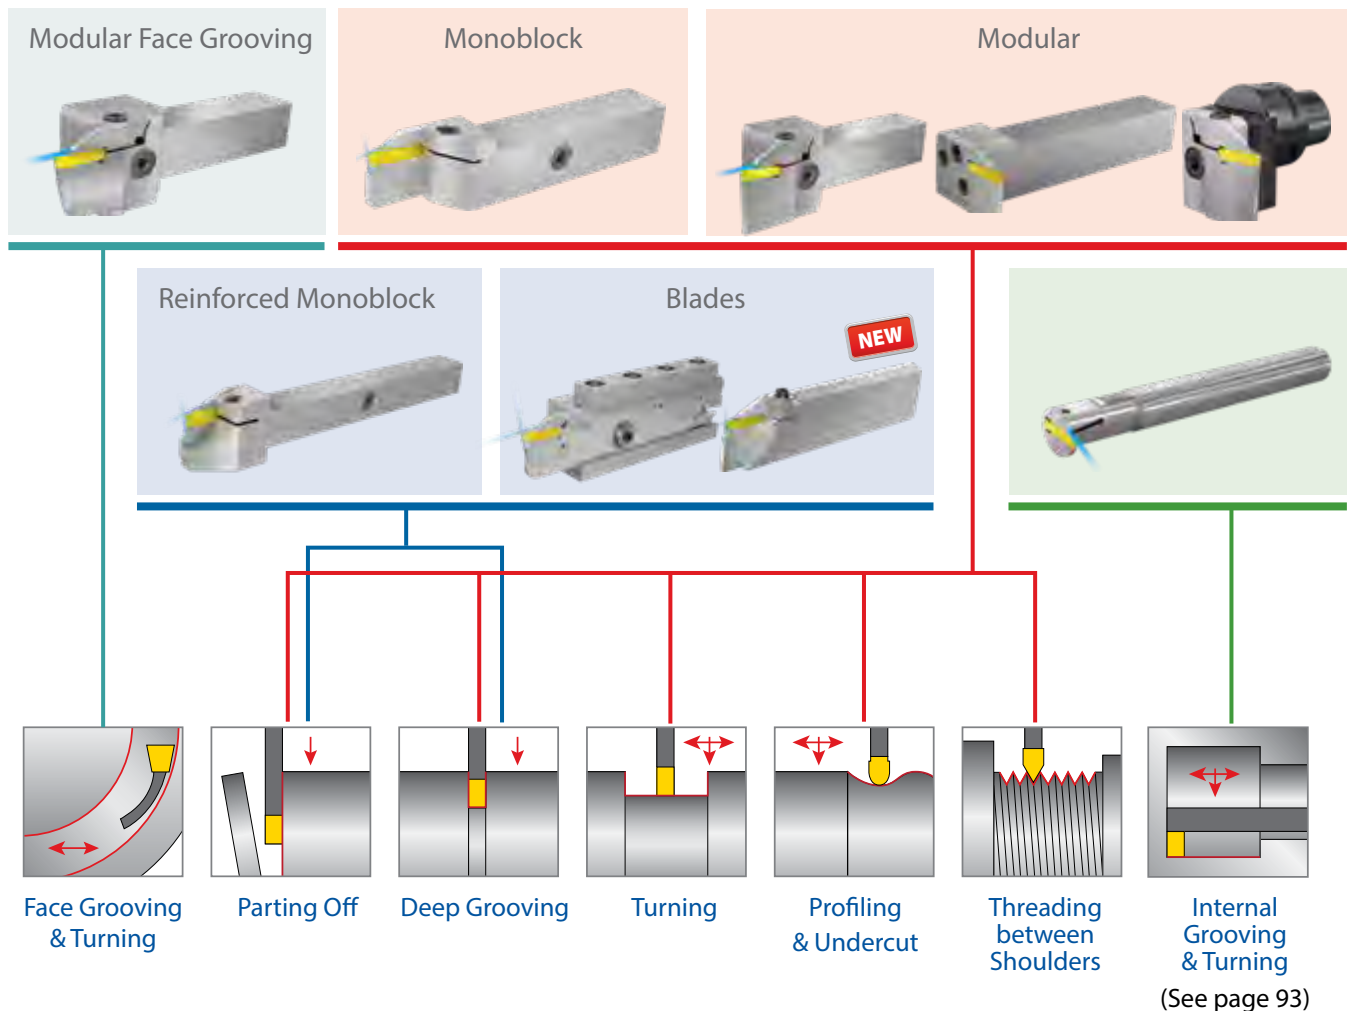 Modular Face Grooving
Monoblock
Modular
Reinforced Monoblock
Blades
NEW
Face Grooving
& Turning
Parting Off
Deep Grooving
Turning
Profiling
& Undercut
Threading
between
Shoulders
Internal
Grooving
& Turning
(See page 93)